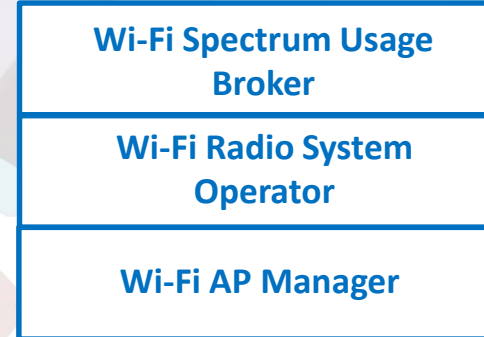 Wi-Fi Spectrum Usage
Broker
Wi-Fi Radio System
Operator
Wi-Fi AP Manager